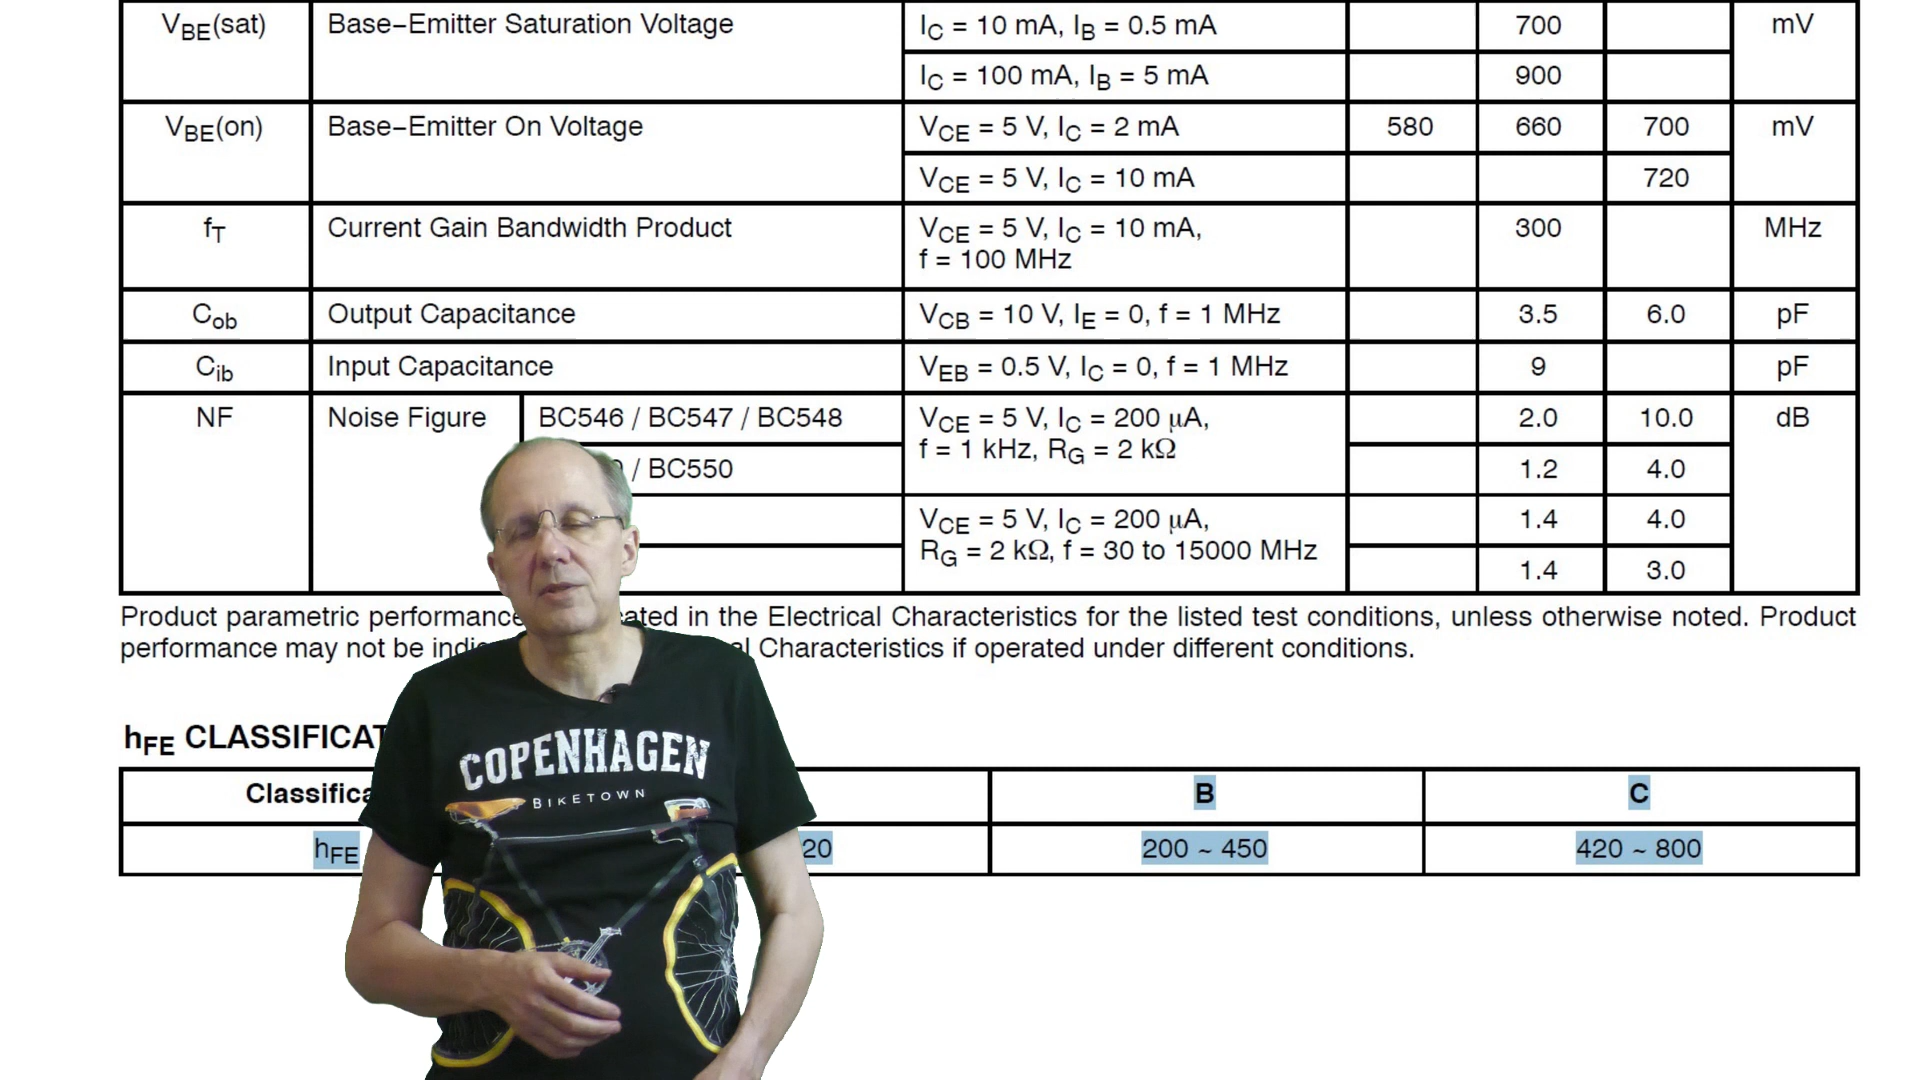 VBE(sat) Base−Emitter Saturation Voltage IC = 10 mA, IB = 0.5 mA 700 mV
IC = 100 mA, IB = 5 mA 900
VBE(on) Base−Emitter On Voltage VCE = 5 V, IC = 2 mA 580 660 700 mV
VCE = 5 V, IC = 10 mA 720
fT Current Gain Bandwidth Product VCE = 5 V, IC = 10 mA, 300 MHz
f = 100 MHz
Cob Output Capacitance VCB = 10 V, IE = 0, f = 1 MHz 3.5 6.0 pF
Cib Input Capacitance VEB = 0.5 V, IC = 0, f = 1 MHz 9 pF
NF Noise Figure BC546 / BC547 / BC548 VCE = 5 V, IC = 200 μA, 2.0 10.0 dB
f = 1 kHz, RG = 2 kΩ
/ BC550 1.2 4.0
VCE = 5 V, IC = 200 μA, 1.4 4.0
RG = 2 kΩ, f = 30 to 15000 MHz
1.4 3.0
Product parametric performance in the Electrical Characteristics for the listed test conditions, unless otherwise noted. Product
performance may not be Characteristics if operated under different conditions.
hFE
B C
hFE 20 200 ~ 450 420 ~ 800
COPENHAGEN
BIKETOWN